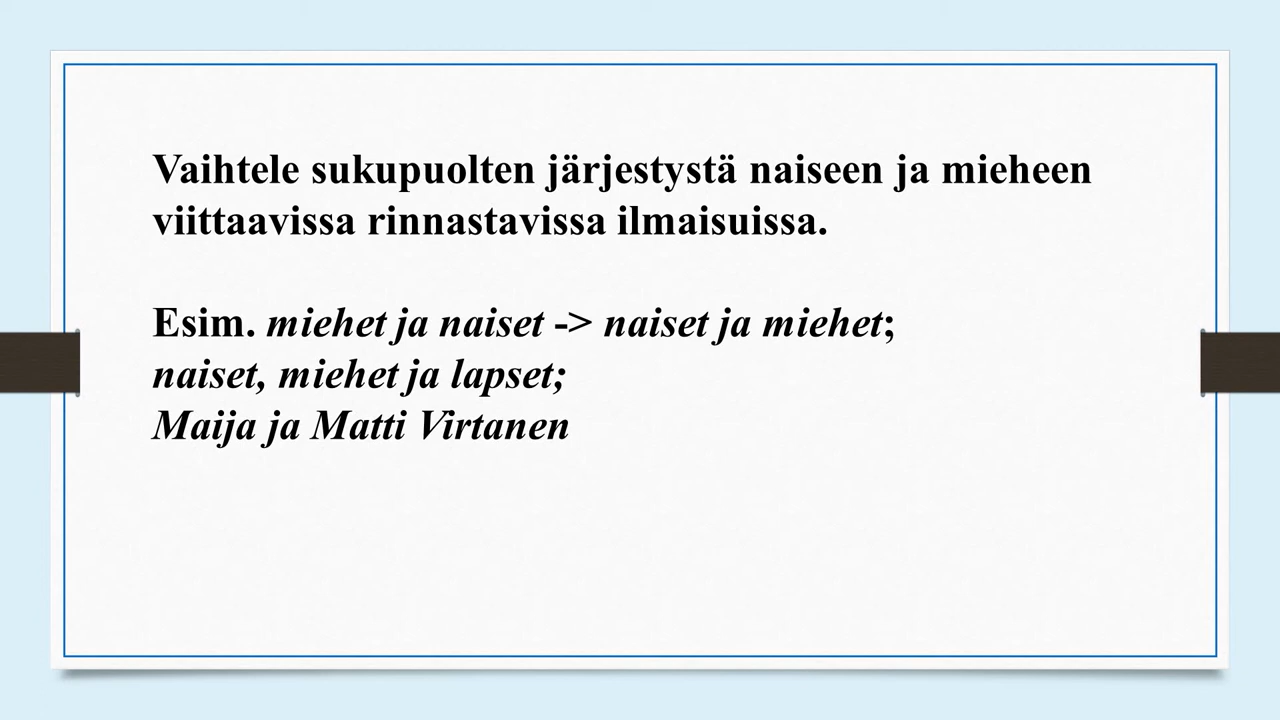 Vaihtele sukupuolten järjestystä naiseen ja mieheen
viittaavissa rinnastavissa ilmaisuissa.
Esim. miehet ja naiset -> naiset ja miehet;
naiset, miehet ja lapset;
Maija ja Matti Virtanen